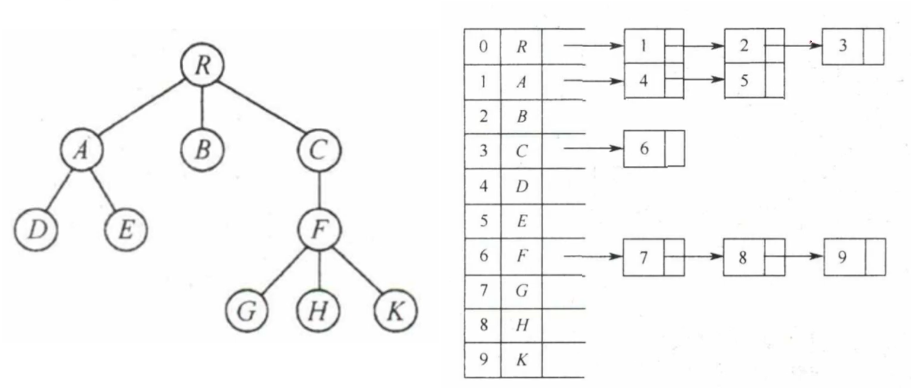 R
A B C
D E F
G H K
0 R 1 2 3
1 A 4 5
2 B
3 C 6
4 D
5 E
6 F 7 8 9
7 G
8 H
9 K